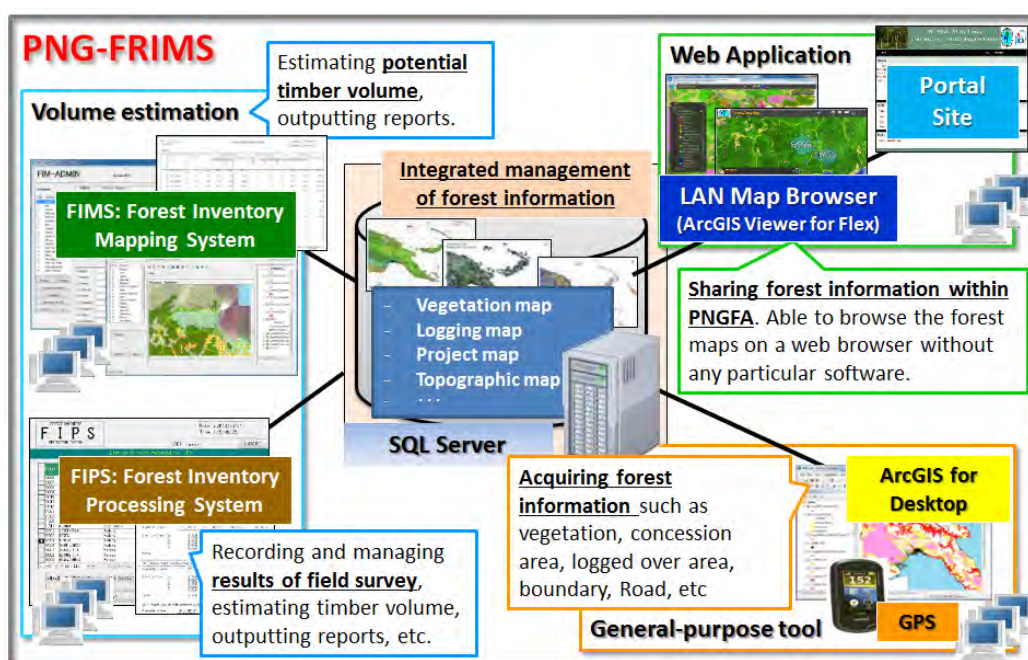 PNG-FRIMS
Estimating potential
timber volume,
outputting reports.
Volume estimation
FIM-ADMIN
FIMS: Forest Inventory
Mapping System
Integrated management
of forest information
- Vegetation map
- Logging map
- Project map
- Topographic map
- ···
SQL Server
Web Application
Portal
Site
LAN Map Browser
(ArcGIS Viewer for Flex)
Sharing forest information within
PNGFA. Able to browse the forest
maps on a web browser without
any particular software.
FIPS
FIPS: Forest Inventory
Processing System
Recording and managing
results of field survey,
estimating timber volume,
outputting reports, etc.
Acquiring forest
information such as
vegetation, concession
area, logged over area,
boundary, Road, etc
ArcGIS for
Desktop
152
GPS
General-purpose tool